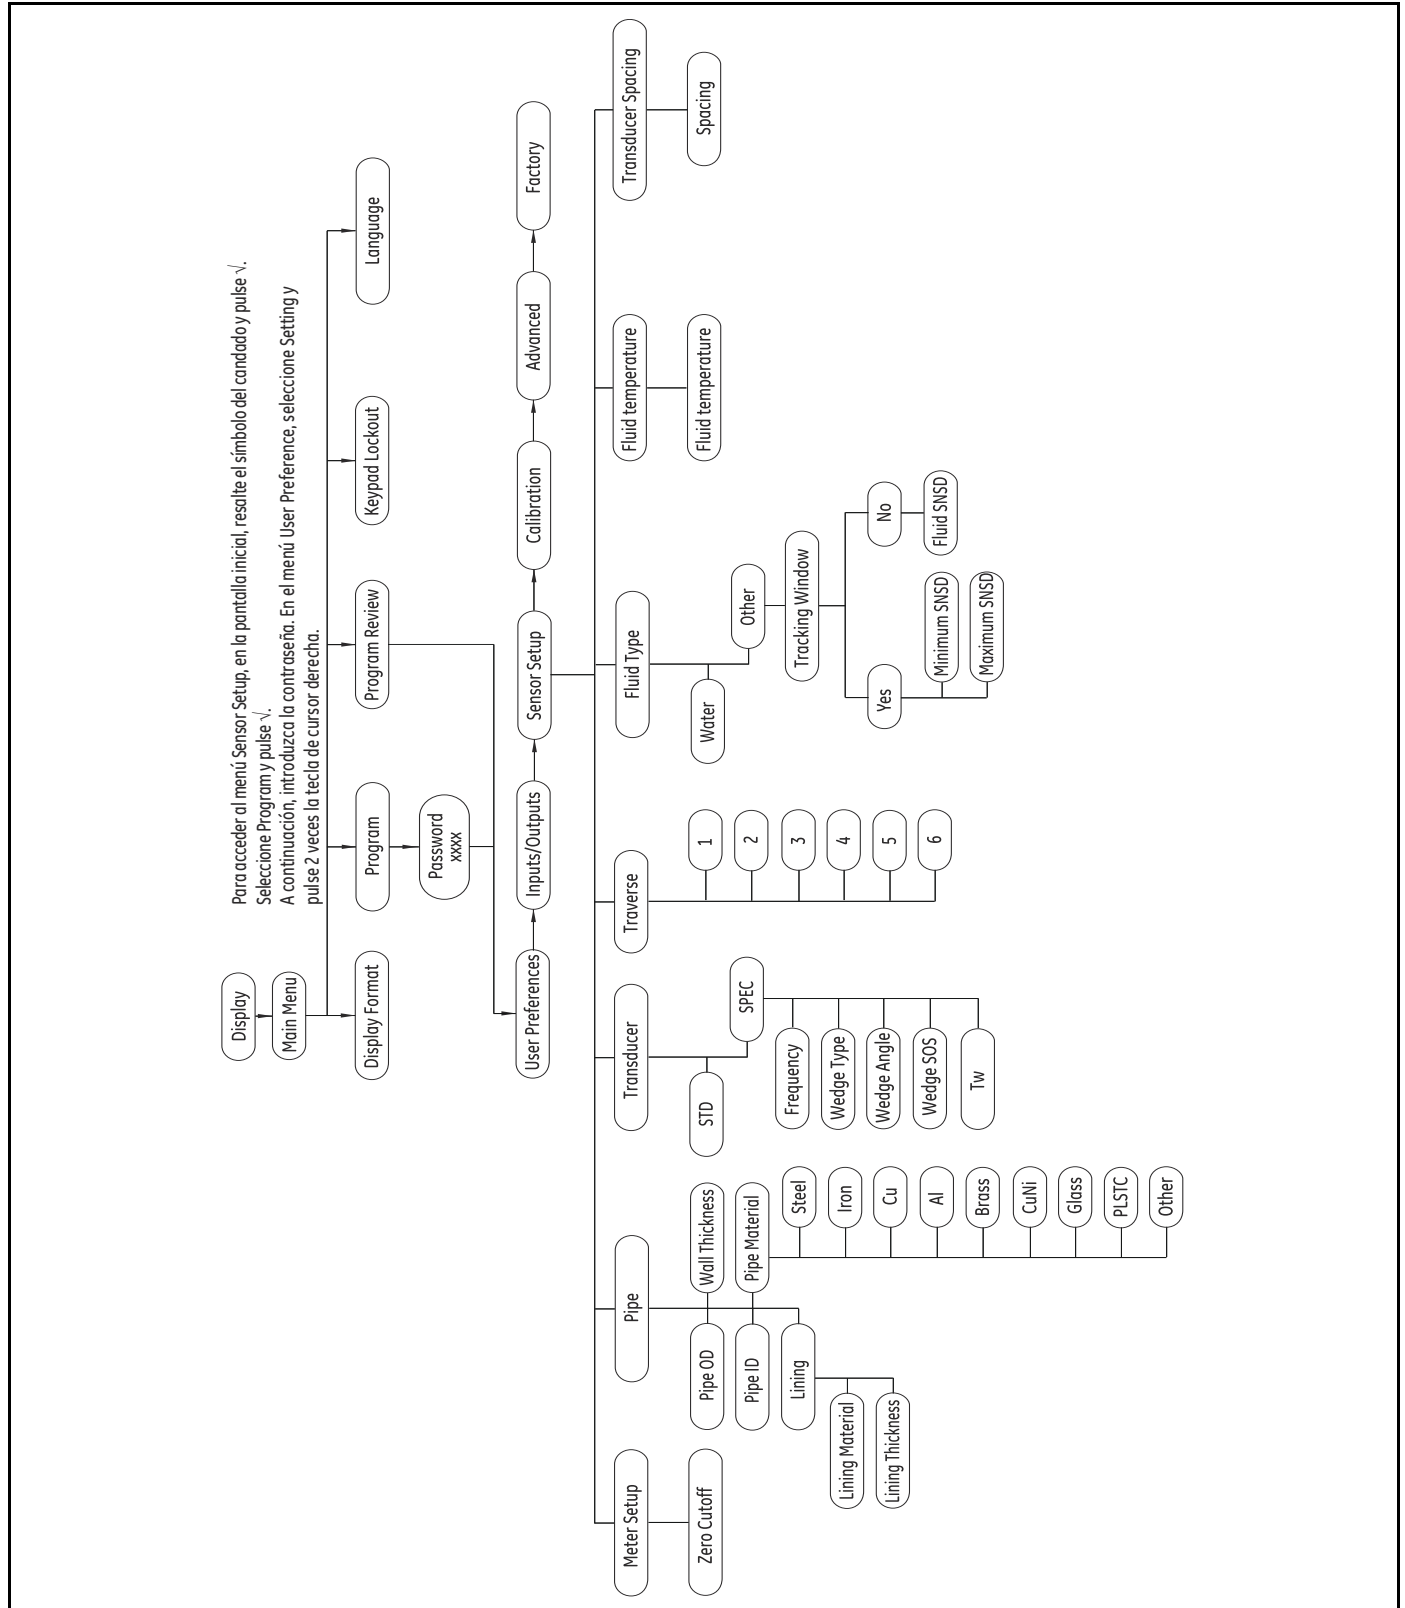 Para acceder al menú Sensor Setup, en la pantalla inicial, resalte el símbolo del candado y pulse √.
Seleccione Program y pulse √.
A continuación, introduzca la contraseña. En el menú User Preference, seleccione Setting y
pulse 2 veces la tecla de cursor derecha.
Display
Main Menu
Display Format
Program
Program Review
Keypad Lockout
Language
Password
xxxx
User Preferences
Inputs/Outputs
Sensor Setup
Calibration
Advanced
Factory
Meter Setup
Pipe
Transducer
Traverse
Fluid Type
Fluid temperature
Transducer Spacing
Zero Cutoff
Pipe OD
Wall Thickness
Pipe ID
Pipe Material
Lining
Lining Material
Lining Thickness
Steel
Iron
Cu
Al
Brass
CuNi
Glass
PLSTC
Other
STD
SPEC
Frequency
Wedge Type
Wedge Angle
Wedge SOS
Tw
1
2
3
4
5
6
Water
Other
Tracking Window
Yes
No
Minimum SNSD
Maximum SNSD
Fluid SNSD
Fluid temperature
Spacing